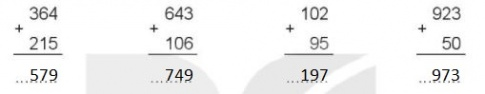 364 643 102 923
+ + + +
215 106 95 50
...579 ...749 ...197 ...973